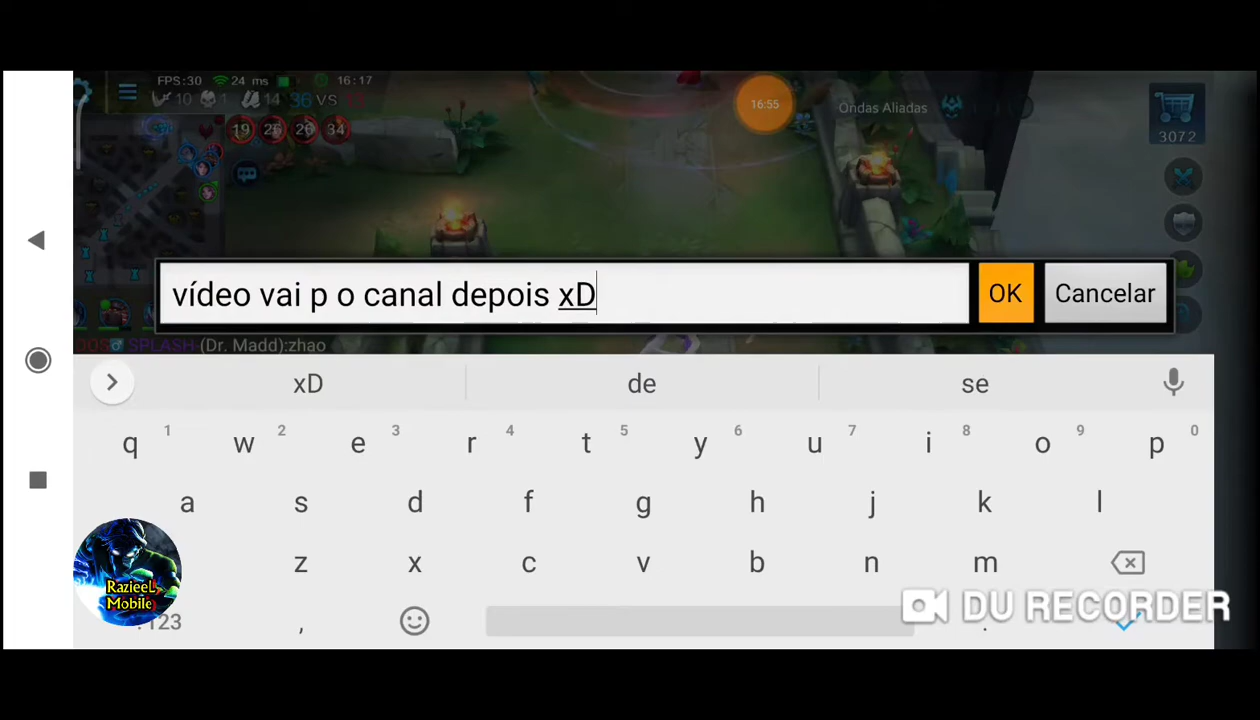 FPS:30 24 ms 16:17
10 1 14 36 VS
16:55
Ondas Aliadas
3072
19 25 26 34
vídeo vai p o canal depois xD
OK
Cancelar
SPLASH (Dr. Madd):zhao
xD de se
q 1 w 2 e 3 r 4 t 5 y 6 u 7 i 8 o 9 p 0
a s d f g h j k l
z x c v b n m
RazieeL
Mobile
123 , .
DU RECORDER